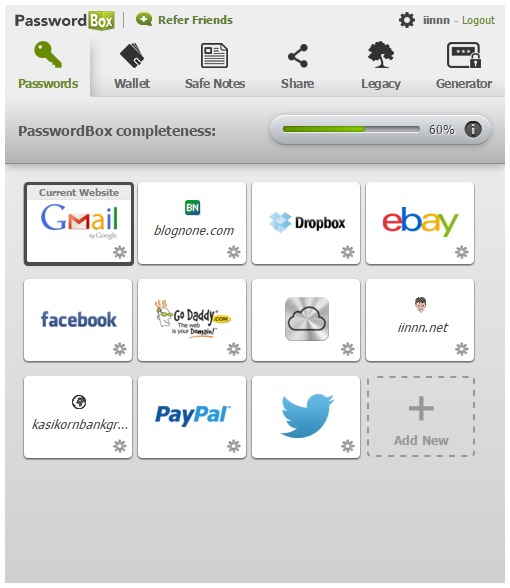 PasswordBox
Refer Friends
iinnn - Logout
Passwords
Wallet
Safe Notes
Share
Legacy
Generator
PasswordBox completeness:
60%
i
Current Website
Gmail
by Google
BN
blognone.com
Dropbox
ebay
facebook
Go Daddy.COM
The web
is your Domain!
iinnn.net
kasikornbankgr...
PayPal
Add New